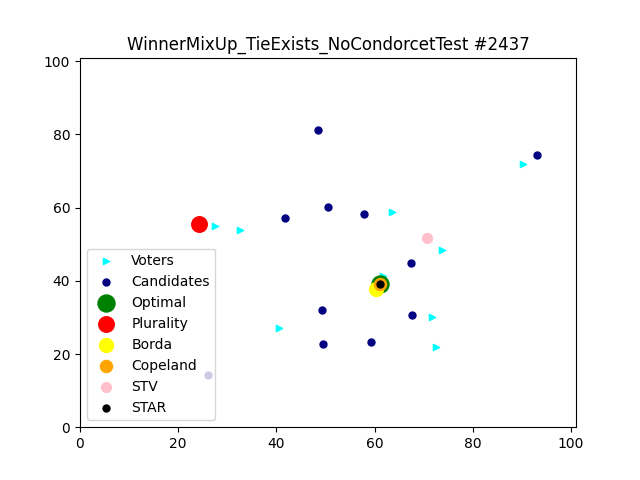 WinnerMixUp_TieExists_NoCondorcetTest #2437
100
80
60
40
20
0
Voters
Candidates
Optimal
Plurality
Borda
Copeland
STV
STAR
0 20 40 60 80 100